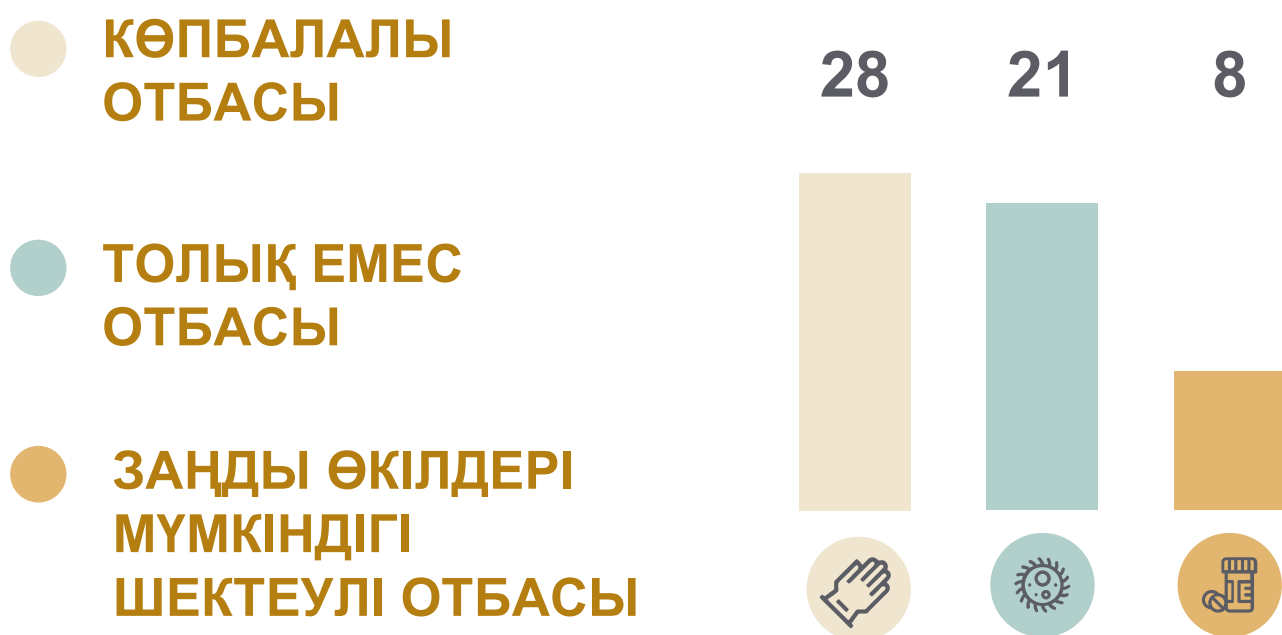 КӨПБАЛАЛЫ
ОТБАСЫ
28 21 8
ТОЛЫҚ ЕМЕС
ОТБАСЫ
ЗАҢДЫ ӨКІЛДЕРІ
МҮМКІНДІГІ
ШЕКТЕУЛІ ОТБАСЫ